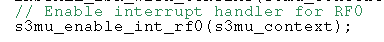 // Enable interrupt handler for RF0
s3mu_enable_int_rf0(s3mu_context);